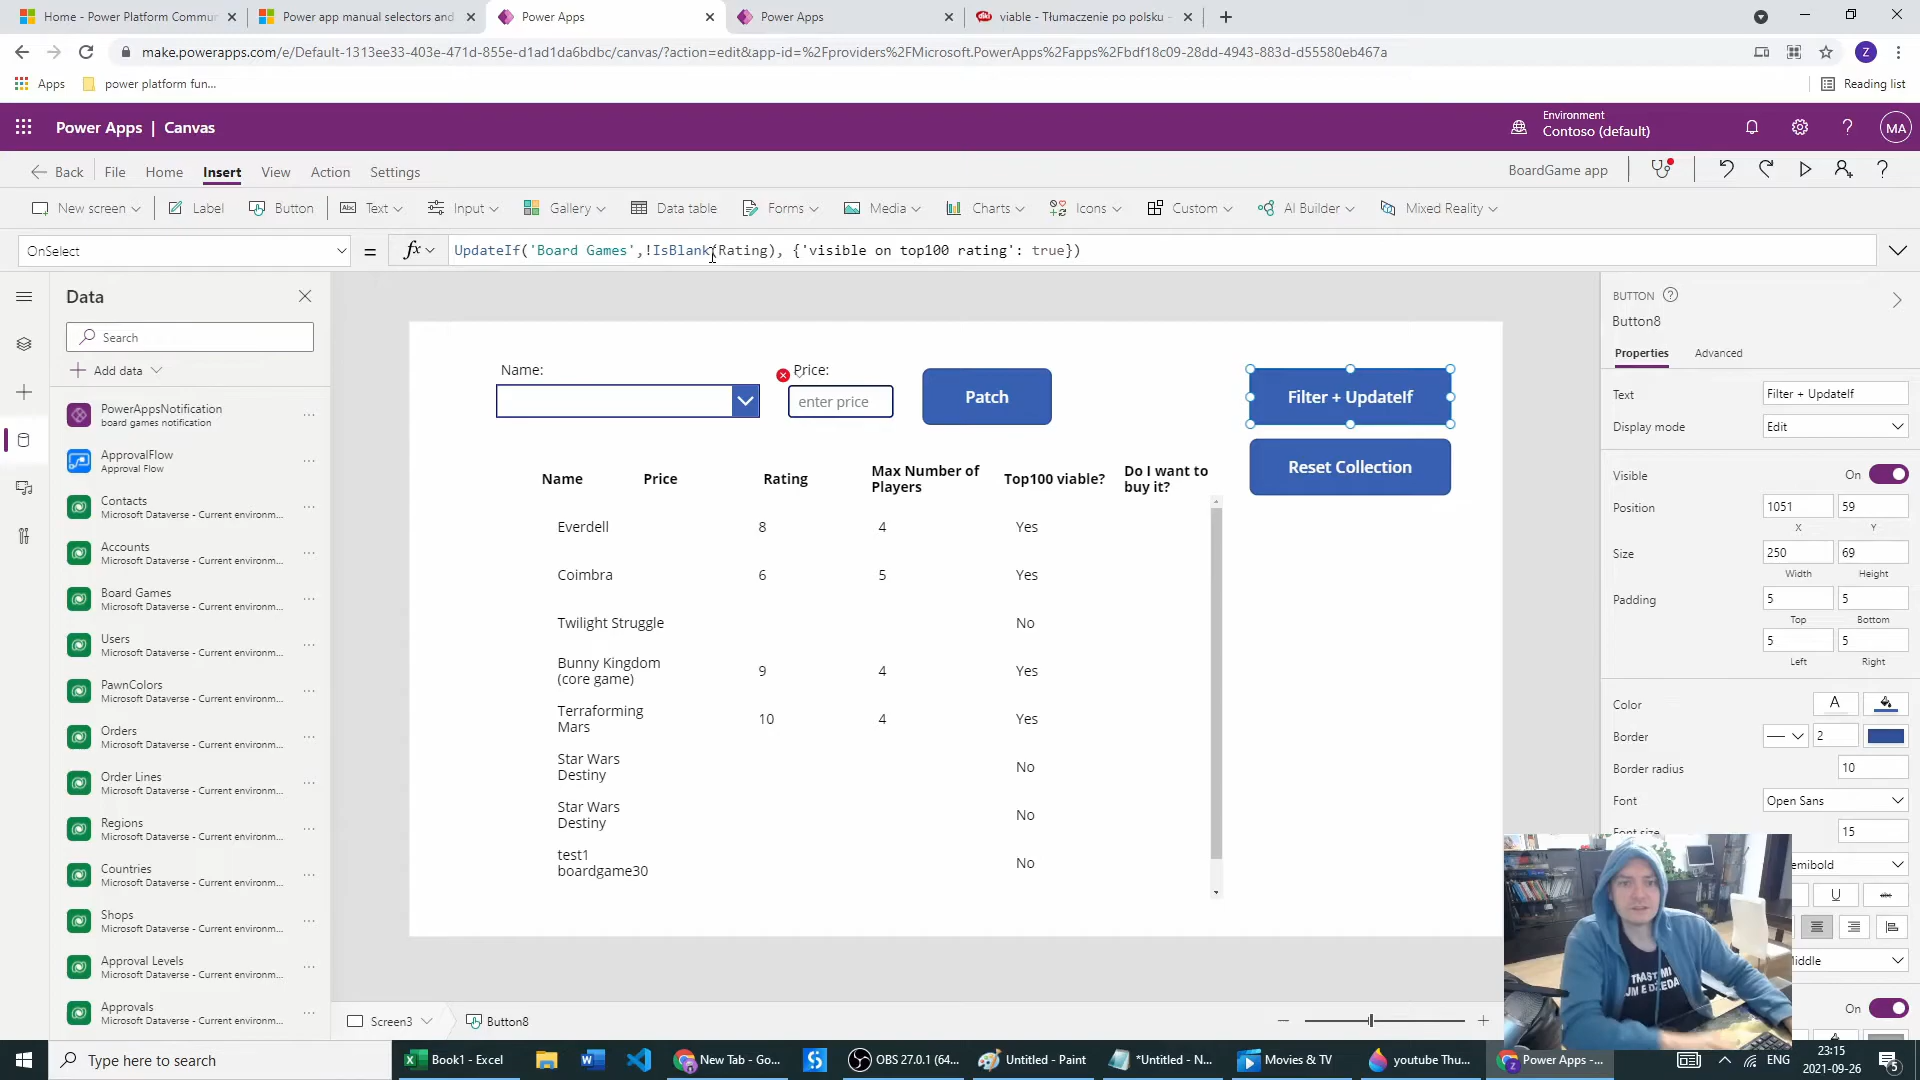 Home - Power Platform Commun
Power app manual selectors and
Power Apps
Power Apps
viable - Tłumaczenie po polsku -
make.powerapps.com/e/Default-1313ee33-403e-471d-855e-d1ad1da6bdbc/canvas/?action=edit&app-id=%2Fproviders%2FMicrosoft.PowerApps%2Fapps%2Fbdf18c09-28dd-4943-883d-d55580eb467a
Z
Apps
power platform fun...
Reading list
Power Apps | Canvas
Environment
Contoso (default)
MA
Back
File
Home
Insert
View
Action
Settings
BoardGame app
New screen
Label
Button
Text
Input
Gallery
Data table
Forms
Media
Charts
Icons
Custom
AI Builder
Mixed Reality
OnSelect
=
fx
UpdateIf('Board Games',!IsBlank(Rating), {'visible on top100 rating': true})
Data
Search
Add data
PowerAppsNotification
board games notification
ApprovalFlow
Approval Flow
Contacts
Microsoft Dataverse - Current environm...
Accounts
Microsoft Dataverse - Current environm...
Board Games
Microsoft Dataverse - Current environm...
Users
Microsoft Dataverse - Current environm...
PawnColors
Microsoft Dataverse - Current environm...
Orders
Microsoft Dataverse - Current environm...
Order Lines
Microsoft Dataverse - Current environm...
Regions
Microsoft Dataverse - Current environm...
Countries
Microsoft Dataverse - Current environm...
Shops
Microsoft Dataverse - Current environm...
Approval Levels
Microsoft Dataverse - Current environm...
Approvals
Microsoft Dataverse - Current environm...
Name:
Price:
enter price
Patch
Filter + UpdateIf
Reset Collection
Name Price Rating Max Number of Players Top100 viable? Do I want to buy it?
Everdell 8 4 Yes
Coimbra 6 5 Yes
Twilight Struggle No
Bunny Kingdom
(core game) 9 4 Yes
Terraforming
Mars 10 4 Yes
Star Wars
Destiny No
Star Wars
Destiny No
test1
boardgame30 No
Screen3
Button8
BUTTON
Button8
Properties
Advanced
Text Filter + UpdateIf
Display mode Edit
Visible On
Position 1051 59
X Y
Size 250 69
Width Height
Padding 5 5
Top Bottom
5 5
Left Right
Color A
Border 2
Border radius 10
Font Open Sans
Font size 15
emibold
U
iddle
On
Type here to search
Book1 - Excel
New Tab - Go...
OBS 27.0.1 (64...
Untitled - Paint
*Untitled - N...
Movies & TV
youtube Thu...
Power Apps -...
ENG
23:15
2021-09-26
5